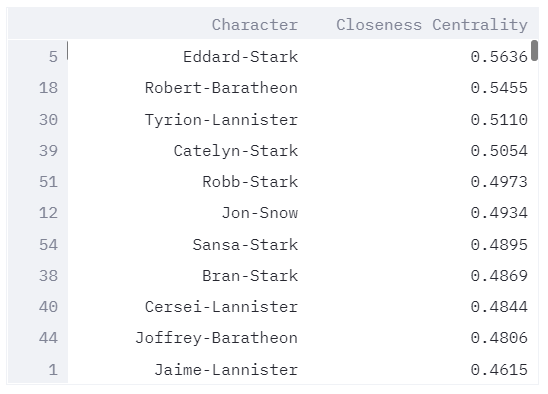 Character Closeness Centrality
5 Eddard-Stark 0.5636
18 Robert-Baratheon 0.5455
30 Tyrion-Lannister 0.5110
39 Catelyn-Stark 0.5054
51 Robb-Stark 0.4973
12 Jon-Snow 0.4934
54 Sansa-Stark 0.4895
38 Bran-Stark 0.4869
40 Cersei-Lannister 0.4844
44 Joffrey-Baratheon 0.4806
1 Jaime-Lannister 0.4615